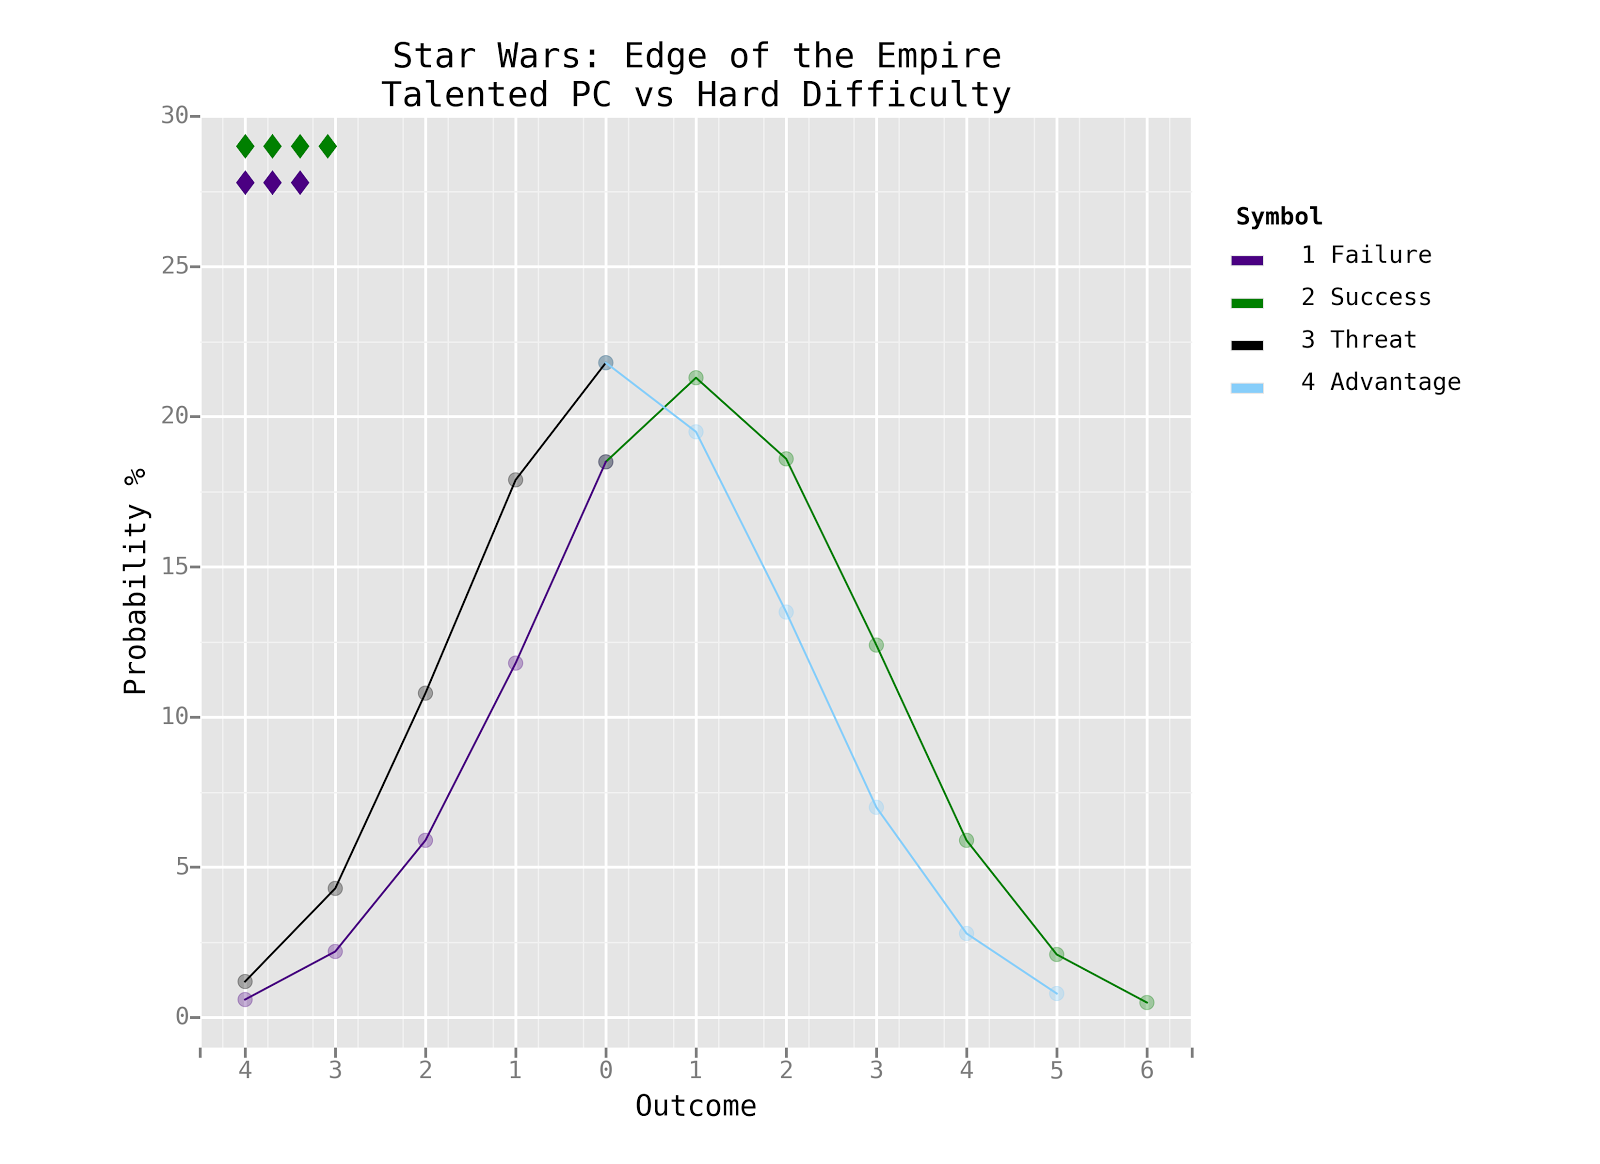 Star Wars: Edge of the Empire
Talented PC vs Hard Difficulty
30
25
20
15
10
5
0
Probability %
4 3 2 1 0 1 2 3 4 5 6
Outcome
Symbol
1 Failure
2 Success
3 Threat
4 Advantage